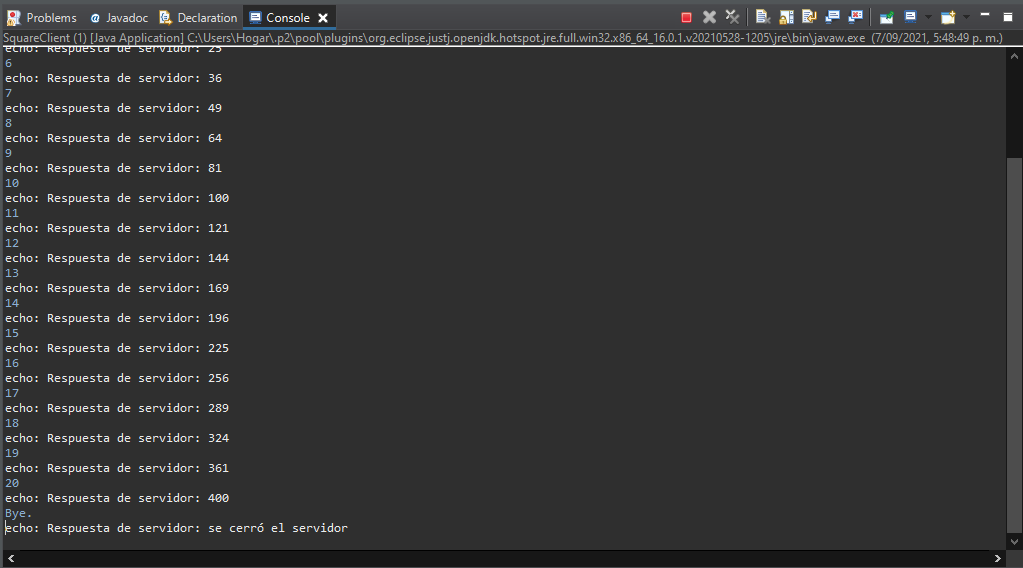 Problems @ Javadoc Declaration Console
SquareClient (1) [Java Application] C:\Users\Hogar\.p2\pool\plugins\org.eclipse.justj.openjdk.hotspot.jre.full.win32.x86_64_16.0.1.v20210528-1205\jre\bin\javaw.exe (7/09/2021, 5:48:49 p. m.)
echo: Respuesta de servidor: 25
6
echo: Respuesta de servidor: 36
7
echo: Respuesta de servidor: 49
8
echo: Respuesta de servidor: 64
9
echo: Respuesta de servidor: 81
10
echo: Respuesta de servidor: 100
11
echo: Respuesta de servidor: 121
12
echo: Respuesta de servidor: 144
13
echo: Respuesta de servidor: 169
14
echo: Respuesta de servidor: 196
15
echo: Respuesta de servidor: 225
16
echo: Respuesta de servidor: 256
17
echo: Respuesta de servidor: 289
18
echo: Respuesta de servidor: 324
19
echo: Respuesta de servidor: 361
20
echo: Respuesta de servidor: 400
Bye.
echo: Respuesta de servidor: se cerró el servidor